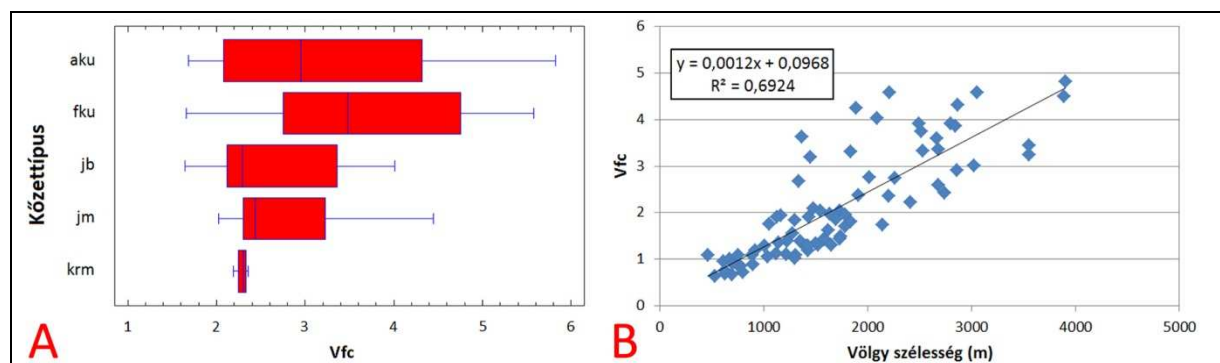 aku
fku
jb
jm
krm
Kőzettípus
1 2 3 4 5 6
Vfc
A
6
5
4
3
2
1
0
Vfc
y = 0,0012x + 0,0968
R² = 0,6924
0 1000 2000 3000 4000 5000
Völgy szélesség (m)
B